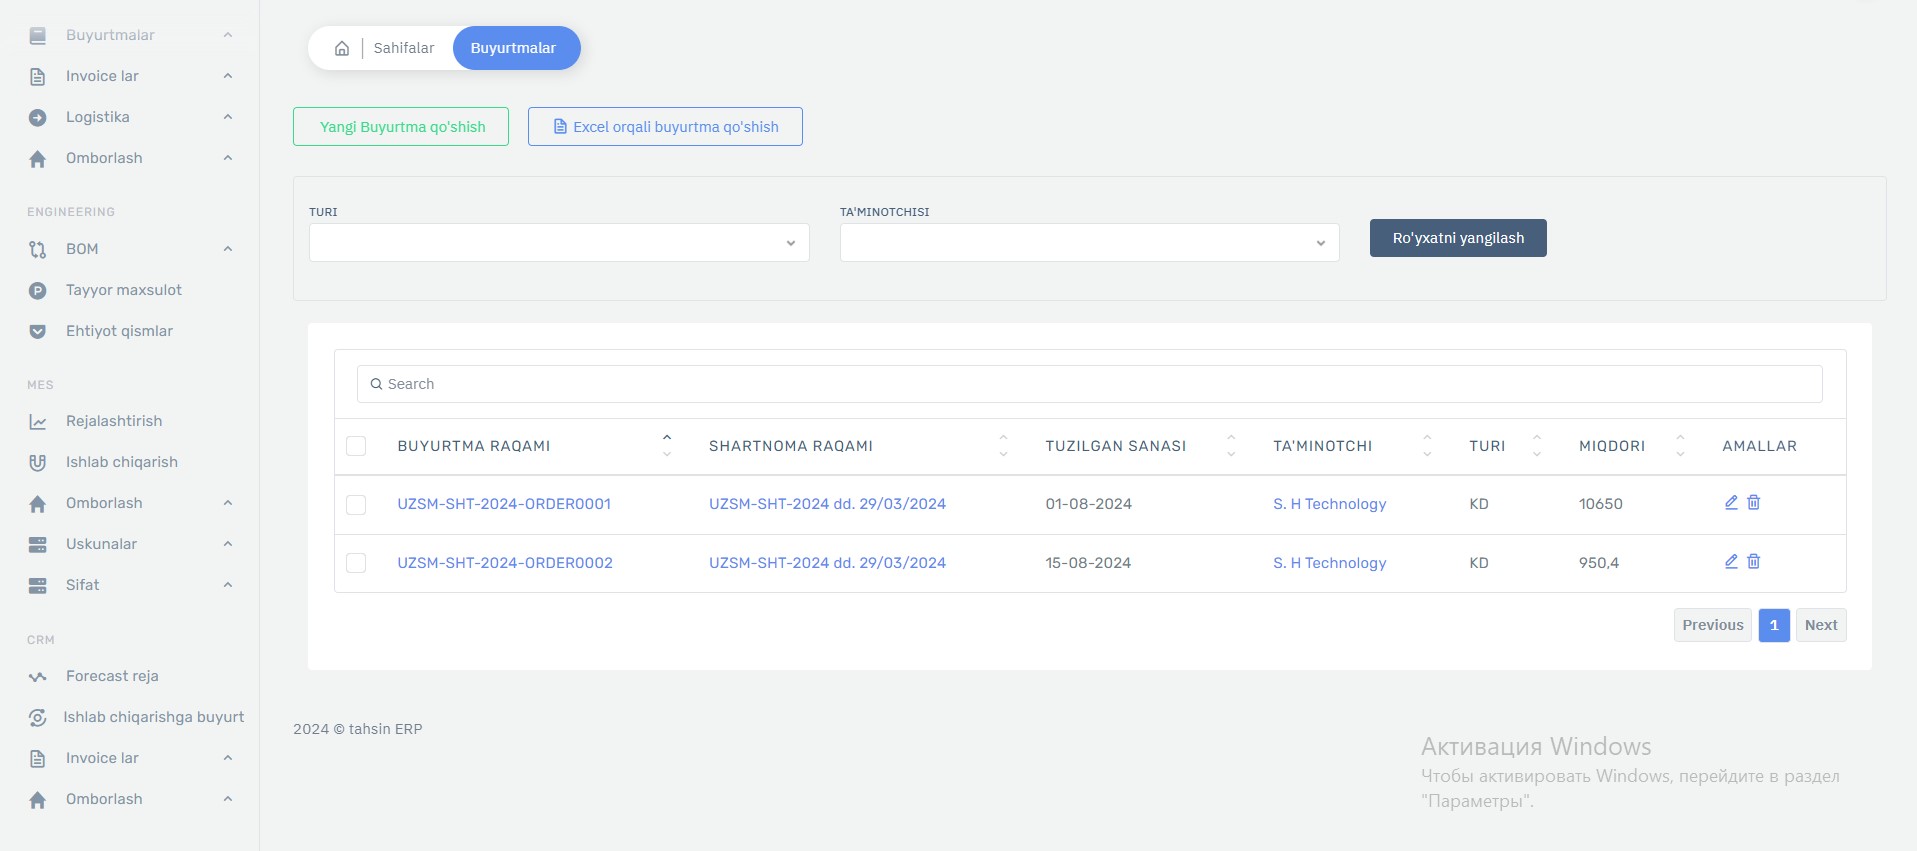 Buyurtmalar
Invoice lar
Logistika
Omborlash
ENGINEERING
BOM
Tayyor maxsulot
Ehtiyot qismlar
MES
Rejalashtirish
Ishlab chiqarish
Omborlash
Uskunalar
Sifat
CRM
Forecast reja
Ishlab chiqarishga buyurt
Invoice lar
Omborlash
Sahifalar Buyurtmalar
Yangi Buyurtma qo'shish Excel orqali buyurtma qo'shish
TURI TA'MINOTCHISI
Ro'yxatni yangilash
Search
BUYURTMA RAQAMI SHARTNOMA RAQAMI TUZILGAN SANASI TA'MINOTCHI TURI MIQDORI AMALLAR
UZSM-SHT-2024-ORDER0001 UZSM-SHT-2024 dd. 29/03/2024 01-08-2024 S. H Technology KD 10650
UZSM-SHT-2024-ORDER0002 UZSM-SHT-2024 dd. 29/03/2024 15-08-2024 S. H Technology KD 950,4
Previous 1 Next
2024 © tahsin ERP
Активация Windows
Чтобы активировать Windows, перейдите в раздел
"Параметры".